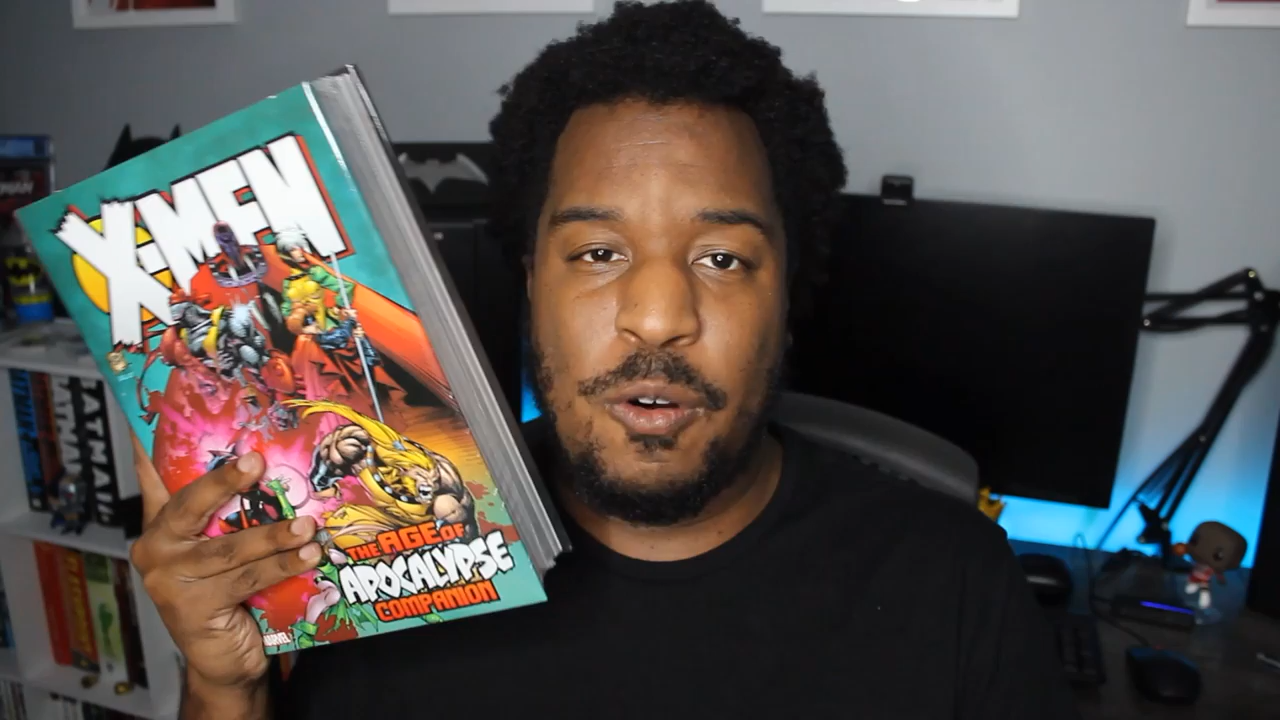 X-MEN
THE AGE OF
APOCALYPSE
COMPANION
MARVEL
BATMAN